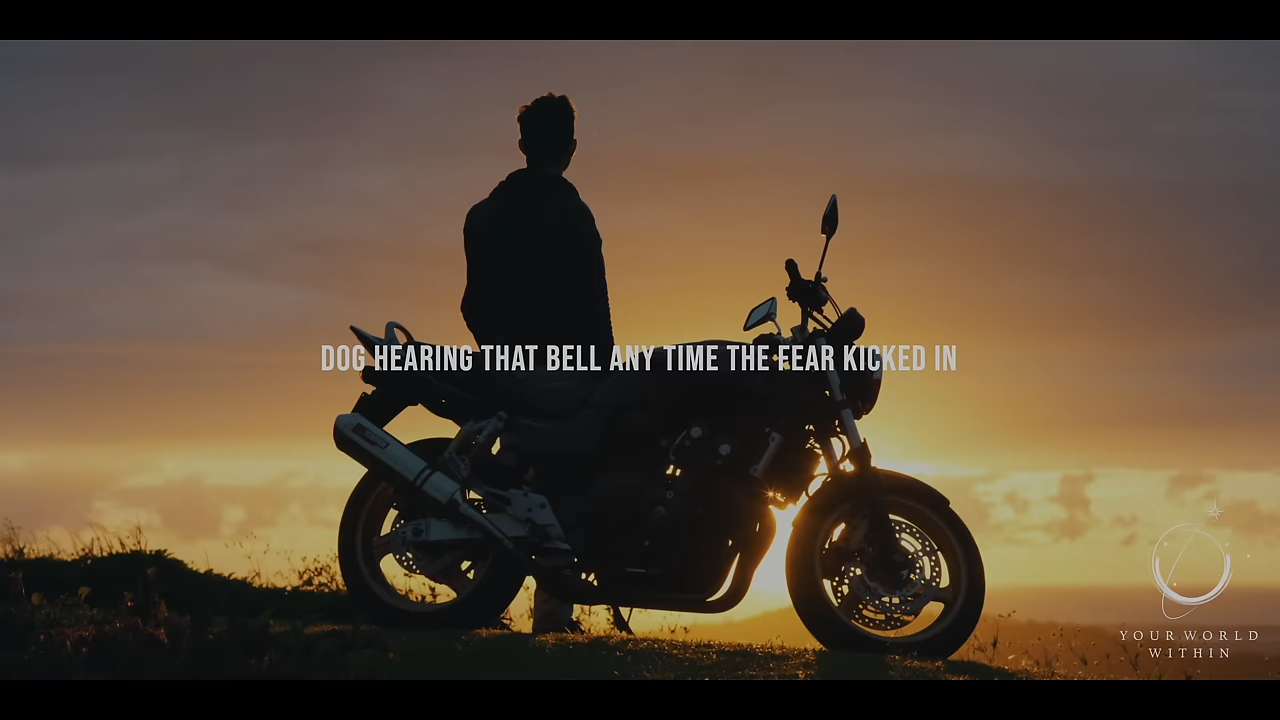 DOG HEARING THAT BELL ANY TIME THE FEAR KICKED IN
YOUR WORLD
WITHIN